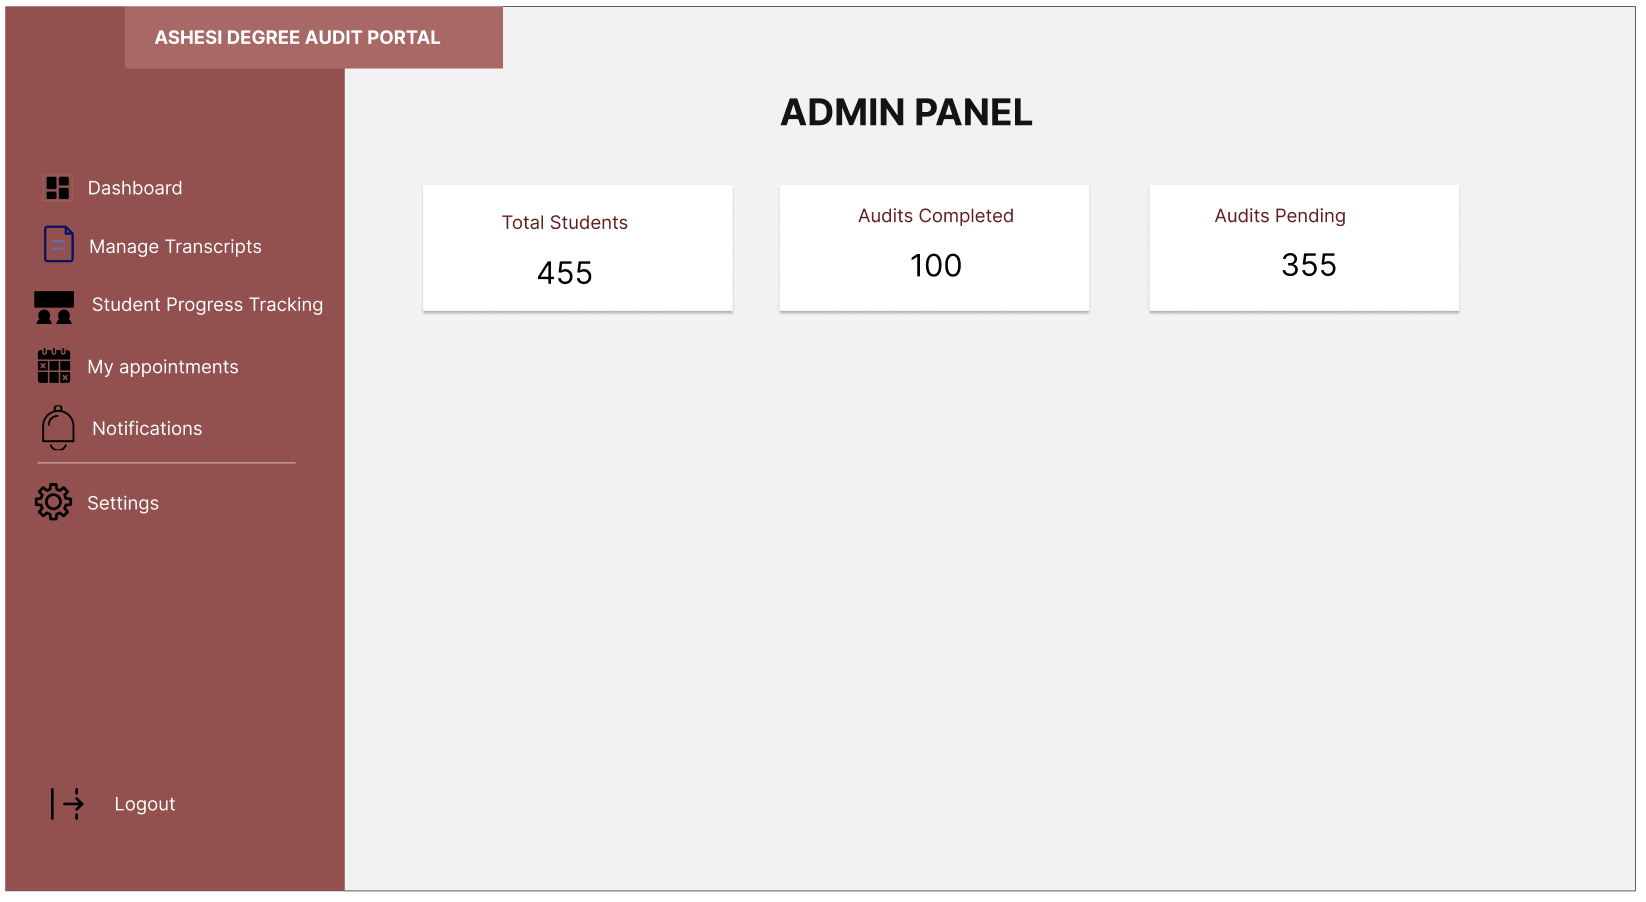 ASHESI DEGREE AUDIT PORTAL
ADMIN PANEL
Dashboard
Manage Transcripts
Student Progress Tracking
My appointments
Notifications
Settings
Logout
Total Students
455
Audits Completed
100
Audits Pending
355